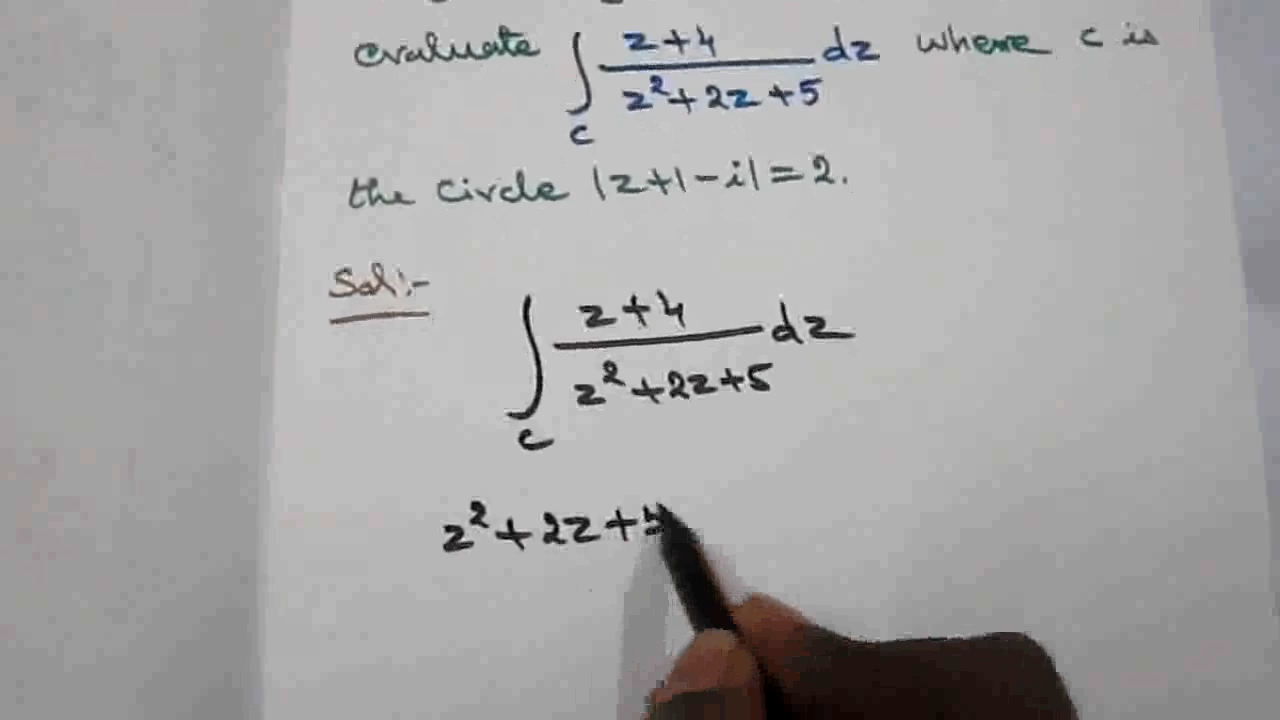 evaluate ∫_C (z+4)/(z²+2z+5) dz where c is
the circle |z+1-i|=2.
Sol:-
∫_C (z+4)/(z²+2z+5) dz
z²+2z+5